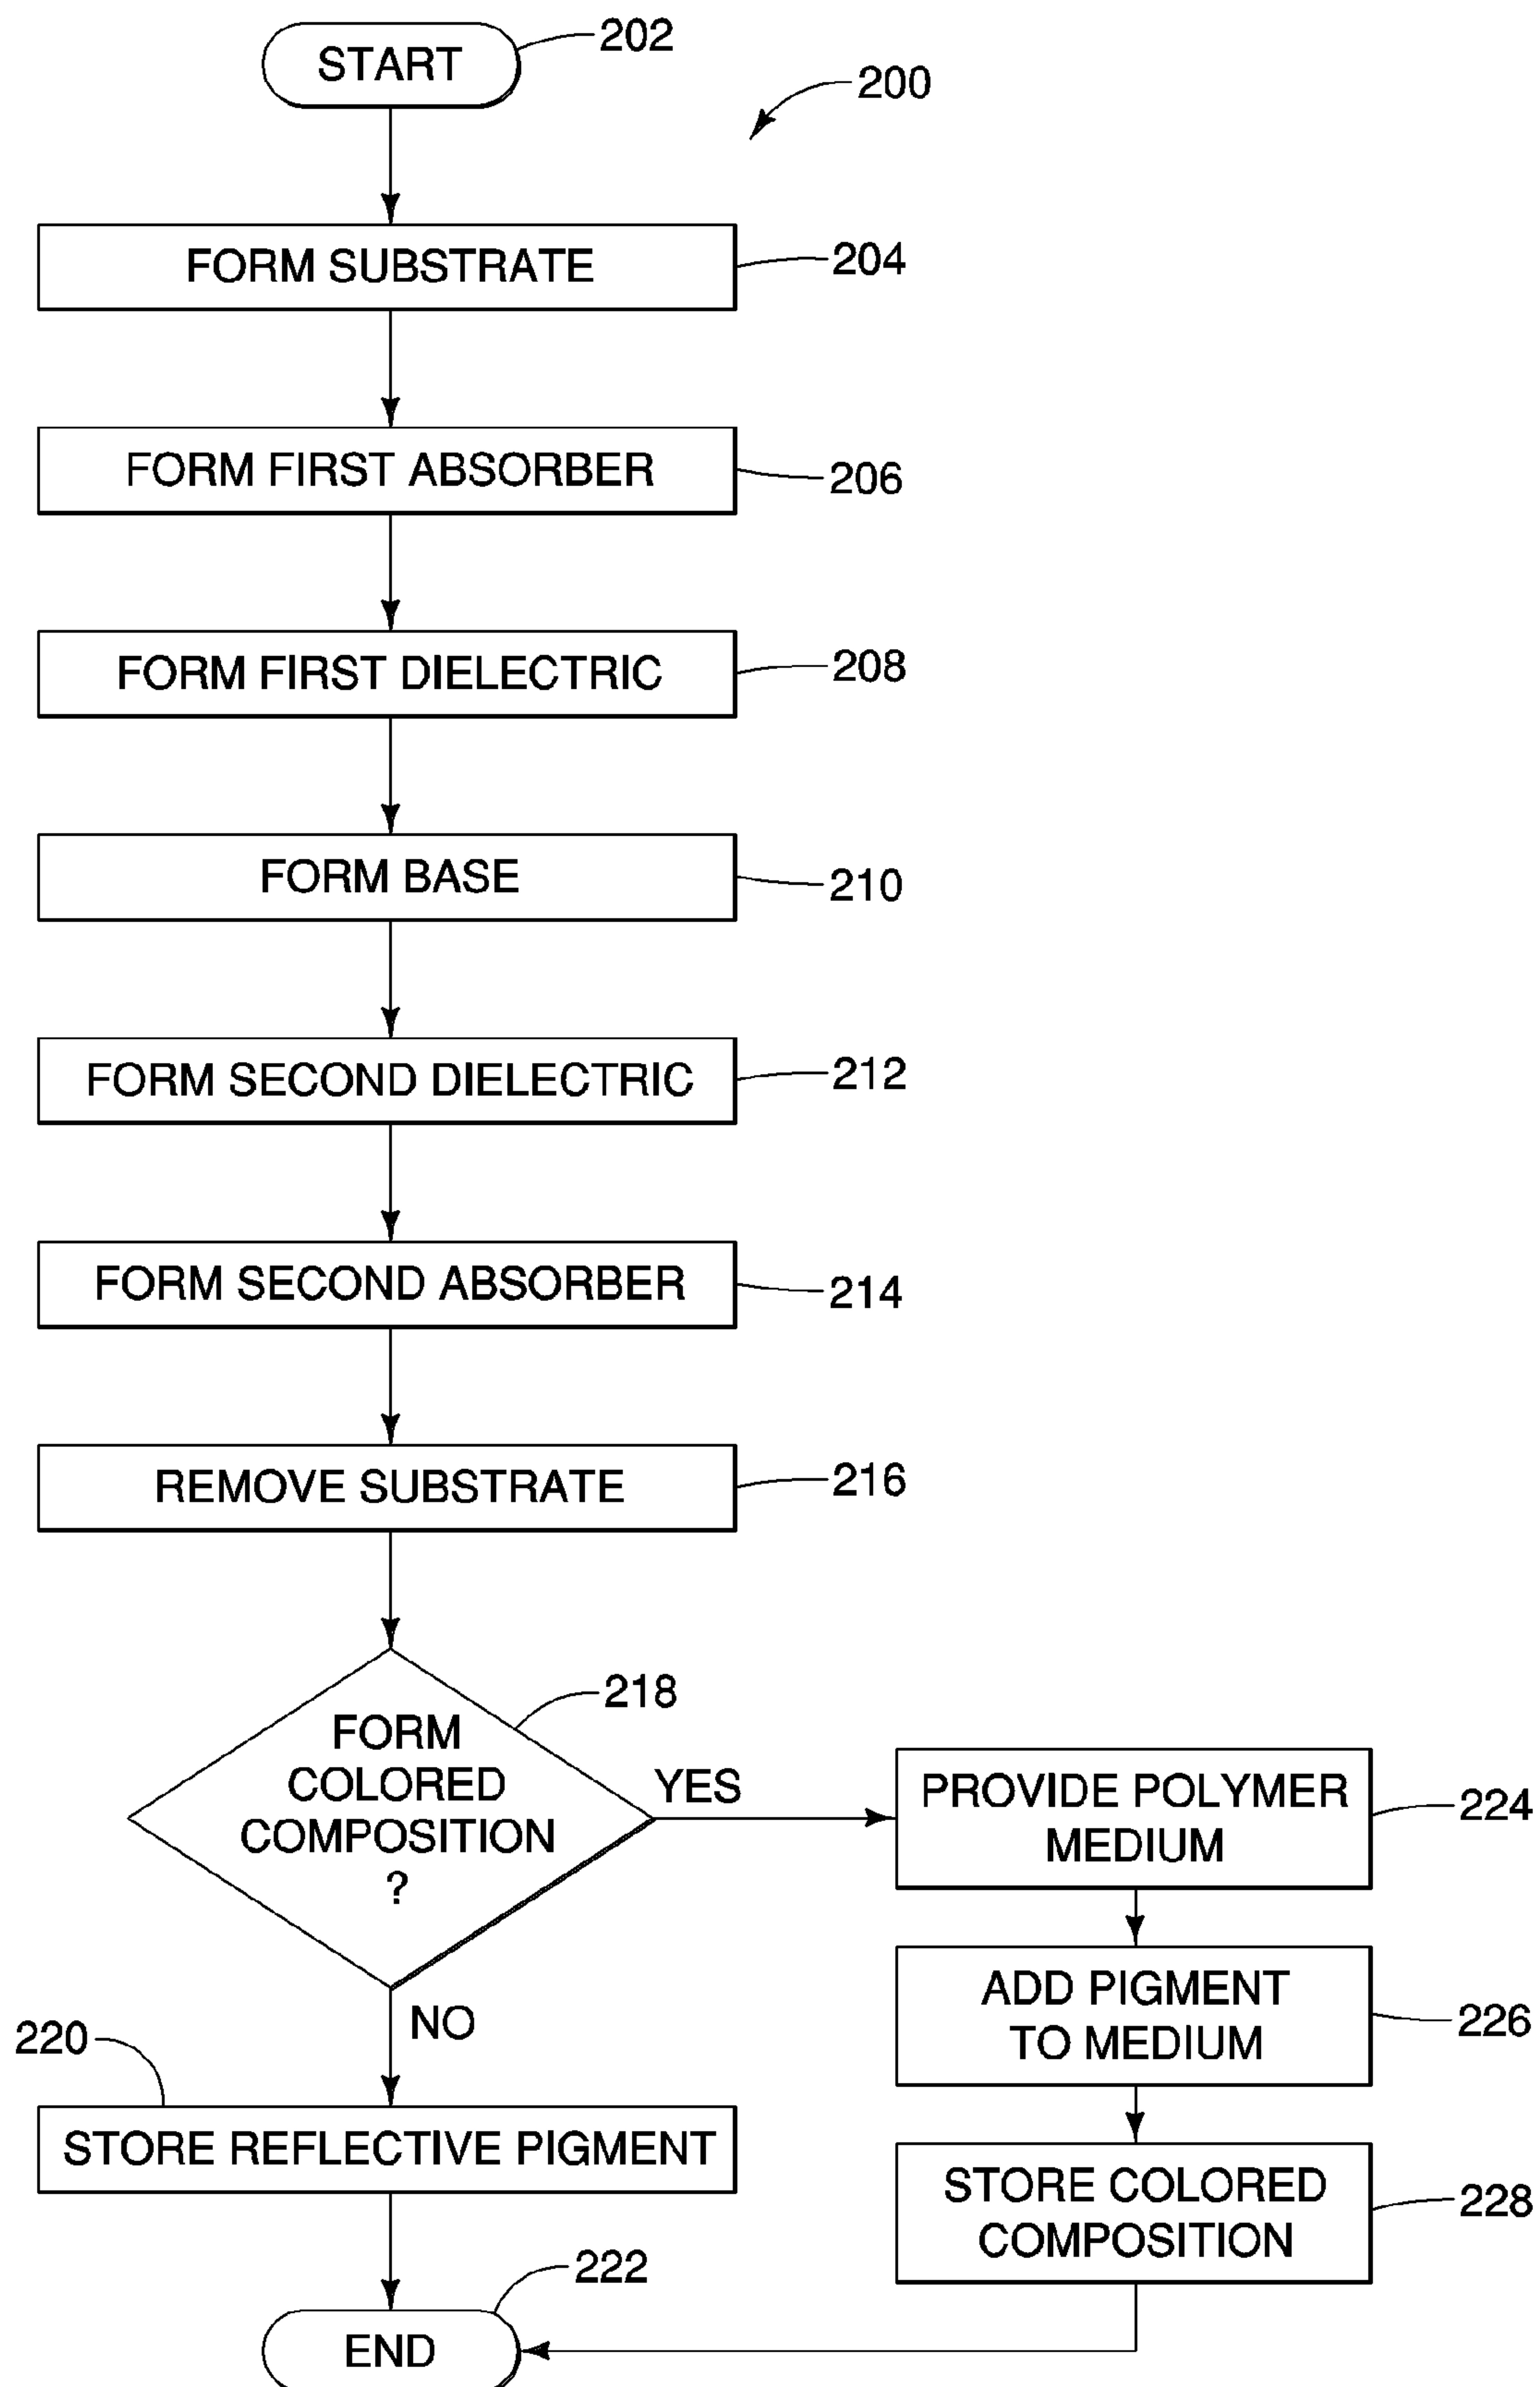 START
202
200
FORM SUBSTRATE
204
FORM FIRST ABSORBER
206
FORM FIRST DIELECTRIC
208
FORM BASE
210
FORM SECOND DIELECTRIC
212
FORM SECOND ABSORBER
214
REMOVE SUBSTRATE
216
FORM
COLORED
COMPOSITION
?
218
YES
NO
220
STORE REFLECTIVE PIGMENT
PROVIDE POLYMER
MEDIUM
224
ADD PIGMENT
TO MEDIUM
226
STORE COLORED
COMPOSITION
228
222
END